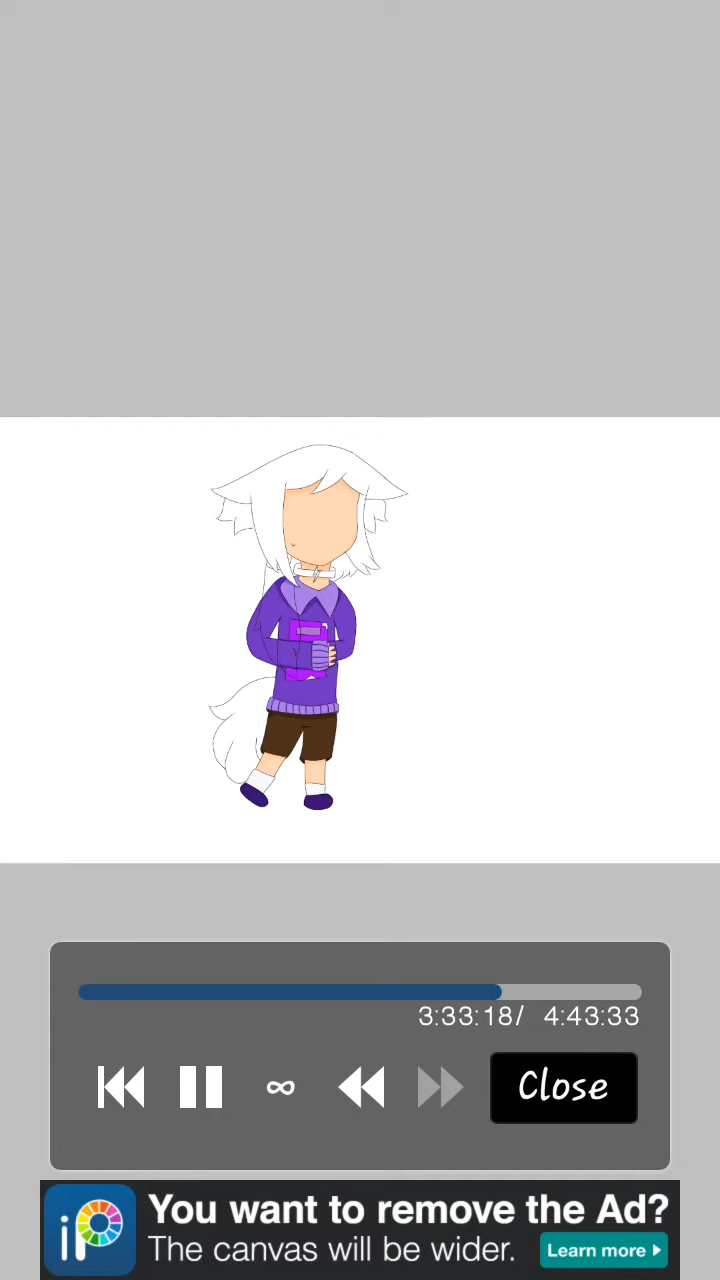 3:33:18/ 4:43:33
Close
iP
You want to remove the Ad?
The canvas will be wider.
Learn more